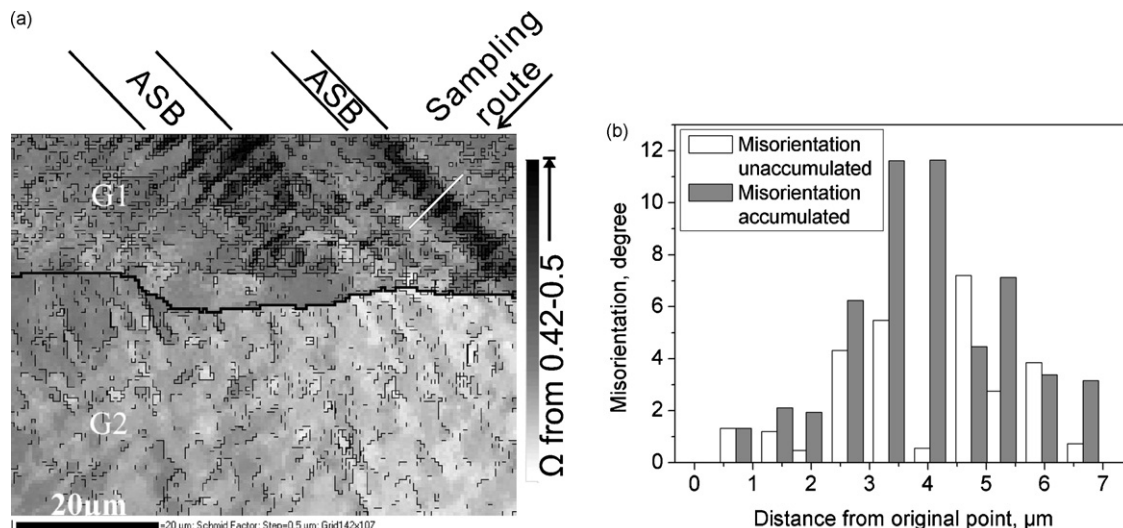 (a)
ASB
ASB
Sampling
route
G1
G2
20um
=20 µm; Schmid Factor; Step=0.5 µm; Grid142x107
Ω from 0.42-0.5
(b)
Misorientation
unaccumulated
Misorientation
accumulated
Misorientation, degree
12
10
8
6
4
2
0
0 1 2 3 4 5 6 7
Distance from original point, µm